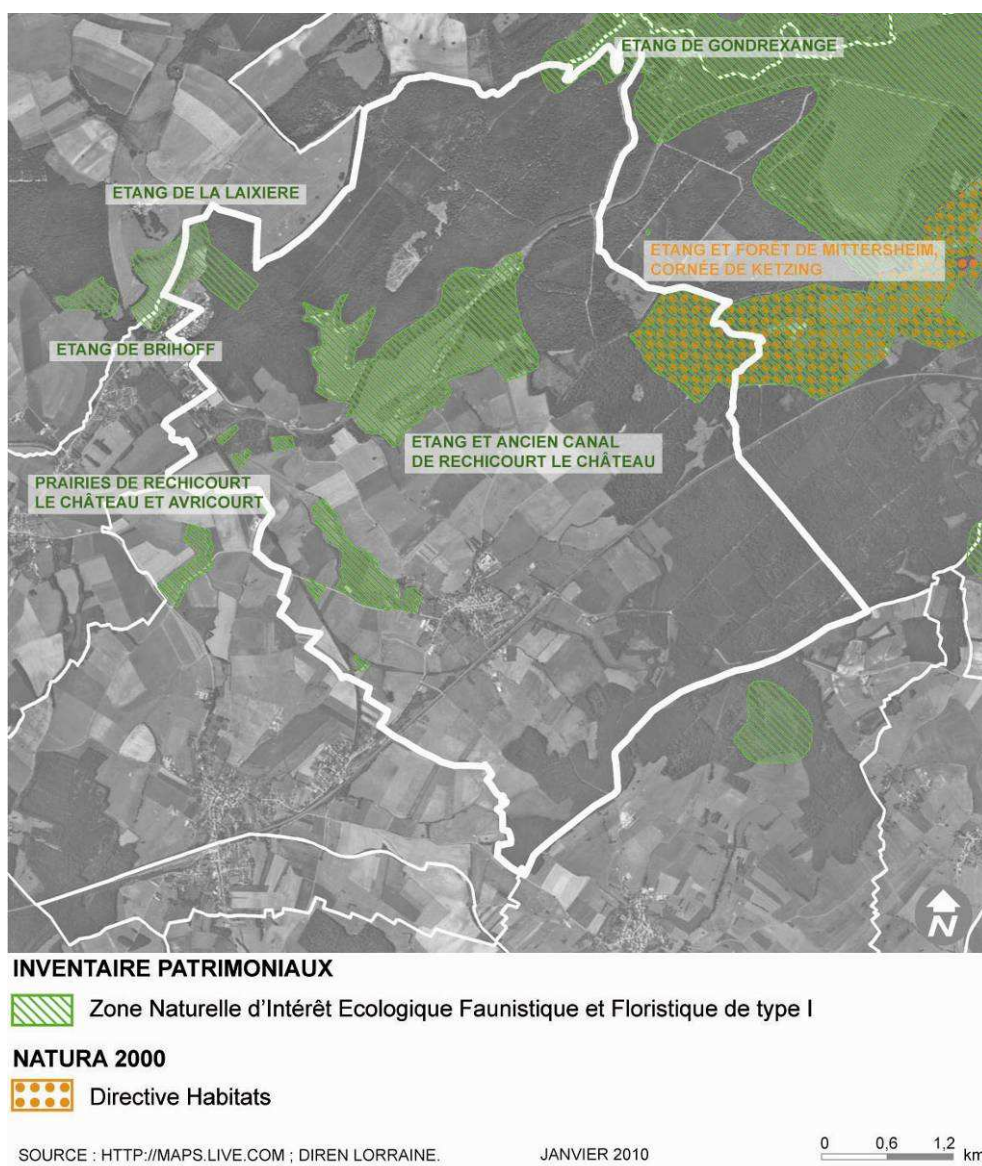 ETANG DE GONDREXANGE
ETANG DE LA LAIXIERE
ETANG ET FORÊT DE MITTERSHEIM,
CORNÉE DE KETZING
ETANG DE BRIHOFF
ETANG ET ANCIEN CANAL
DE RECHICOURT LE CHÂTEAU
PRAIRIES DE RECHICOURT
LE CHÂTEAU ET AVRICOURT
N
INVENTAIRE PATRIMONIAUX
Zone Naturelle d'Intérêt Ecologique Faunistique et Floristique de type I
NATURA 2000
Directive Habitats
SOURCE : HTTP://MAPS.LIVE.COM ; DIREN LORRAINE. JANVIER 2010 0 0,6 1,2 km